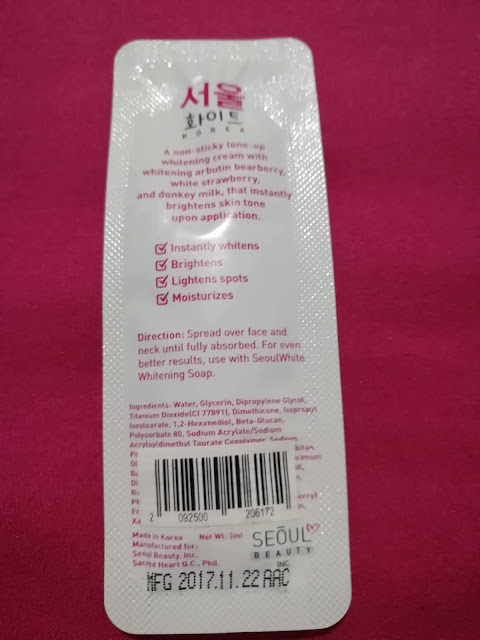 서울
화이트
KOREA
A non-sticky tone-up
whitening cream with
whitening arbutin bearberry,
white strawberry,
and donkey milk, that instantly
brightens skin tone
upon application.
Instantly whitens
Brightens
Lightens spots
Moisturizes
Direction: Spread over face and
neck until fully absorbed. For even
better results, use with SeoulWhite
Whitening Soap.
Ingredients: Water, Glycerin, Dipropylene Glycol,
Titanium Dioxide(CI 77891), Dimethicone, Isopropyl
Isostearate, 1,2-Hexanediol, Beta-Glucan,
Polysorbate 80, Sodium Acrylate/Sodium
Acryloyldimethyl Taurate Copolymer, Sodium
2 092500 206172
Made in Korea Net Wt: 3ml
Manufactured for:
Seoul Beauty, Inc.
Sacred Heart Q.C., Phil.
SEOUL
BEAUTY
INC.
MFG 2017.11.22 AAC